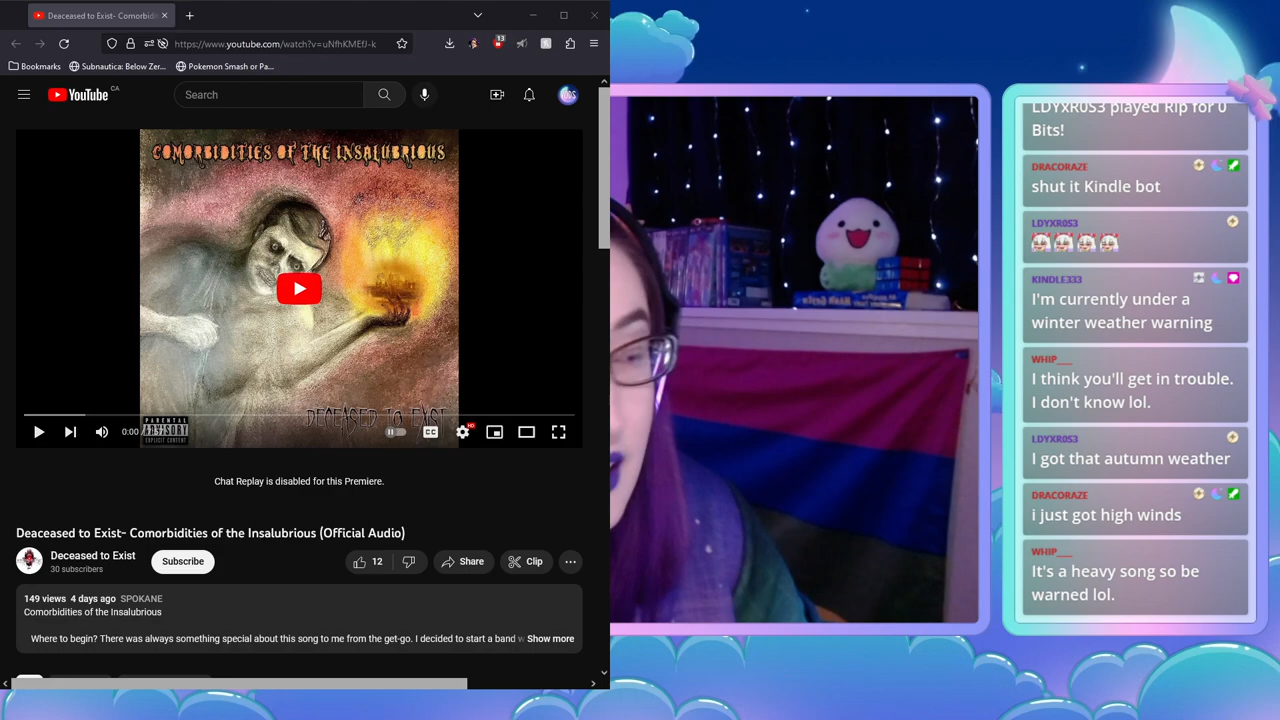 Deaceased to Exist- Comorbidit
https://www.youtube.com/watch?v=uNfhKMEfJ-k
13
Bookmarks
Subnautica: Below Zer...
Pokemon Smash or Pa...
YouTube
CA
Search
COMORBIDITIES OF THE INSALUBRIOUS
DECEASED TO EXIST
PARENTAL
ADVISORY
EXPLICIT CONTENT
0:00
CC
HD
Chat Replay is disabled for this Premiere.
Deaceased to Exist- Comorbidities of the Insalubrious (Official Audio)
Deceased to Exist
30 subscribers
Subscribe
12
Share
Clip
149 views 4 days ago SPOKANE
Comorbidities of the Insalubrious
Where to begin? There was always something special about this song to me from the get-go. I decided to start a band w Show more
LDYXR0S3 played Rip for 0
Bits!
DRACORAZE
shut it Kindle bot
LDYXR0S3
KINDLE333
I'm currently under a
winter weather warning
WHIP___
I think you'll get in trouble.
I don't know lol.
LDYXR0S3
I got that autumn weather
DRACORAZE
i just got high winds
WHIP___
It's a heavy song so be
warned lol.